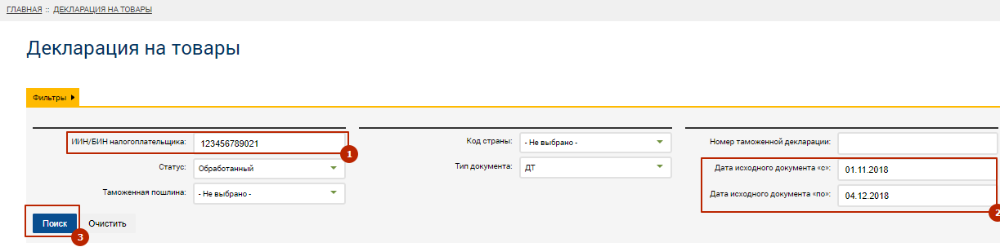 ГЛАВНАЯ :: ДЕКЛАРАЦИЯ НА ТОВАРЫ
Декларация на товары
Фильтры
ИИН/БИН налогоплательщика: 123456789021
1
Статус: Обработанный
Таможенная пошлина: - Не выбрано -
Код страны: - Не выбрано -
Тип документа: ДТ
Номер таможенной декларации:
Дата исходного документа «с»: 01.11.2018
Дата исходного документа «по»: 04.12.2018
2
Поиск Очистить
3